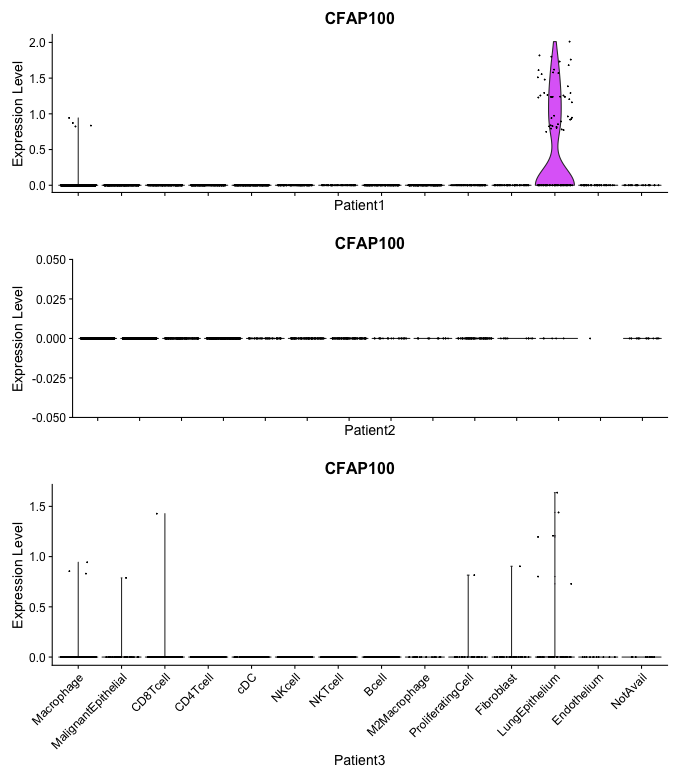 CFAP100
Expression Level
2.0
1.5
1.0
0.5
0.0
Patient1
CFAP100
Expression Level
0.050
0.025
0.000
-0.025
-0.050
Patient2
CFAP100
Expression Level
1.5
1.0
0.5
0.0
Macrophage
MalignantEpithelial
CD8Tcell
CD4Tcell
cDC
NKcell
NKTcell
Bcell
M2Macrophage
ProliferatingCell
Fibroblast
LungEpithelium
Endothelium
NotAvail
Patient3